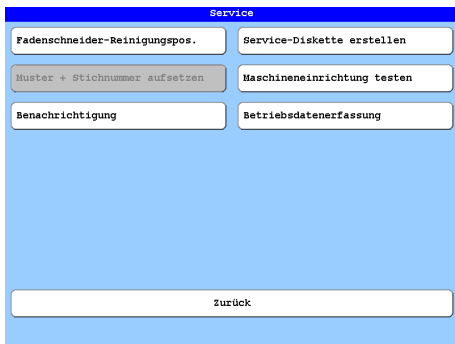 Service
Fadenschneider-Reinigungspos.
Service-Diskette erstellen
Muster + Stichnummer aufsetzen
Maschineneinrichtung testen
Benachrichtigung
Betriebsdatenerfassung
Zurück